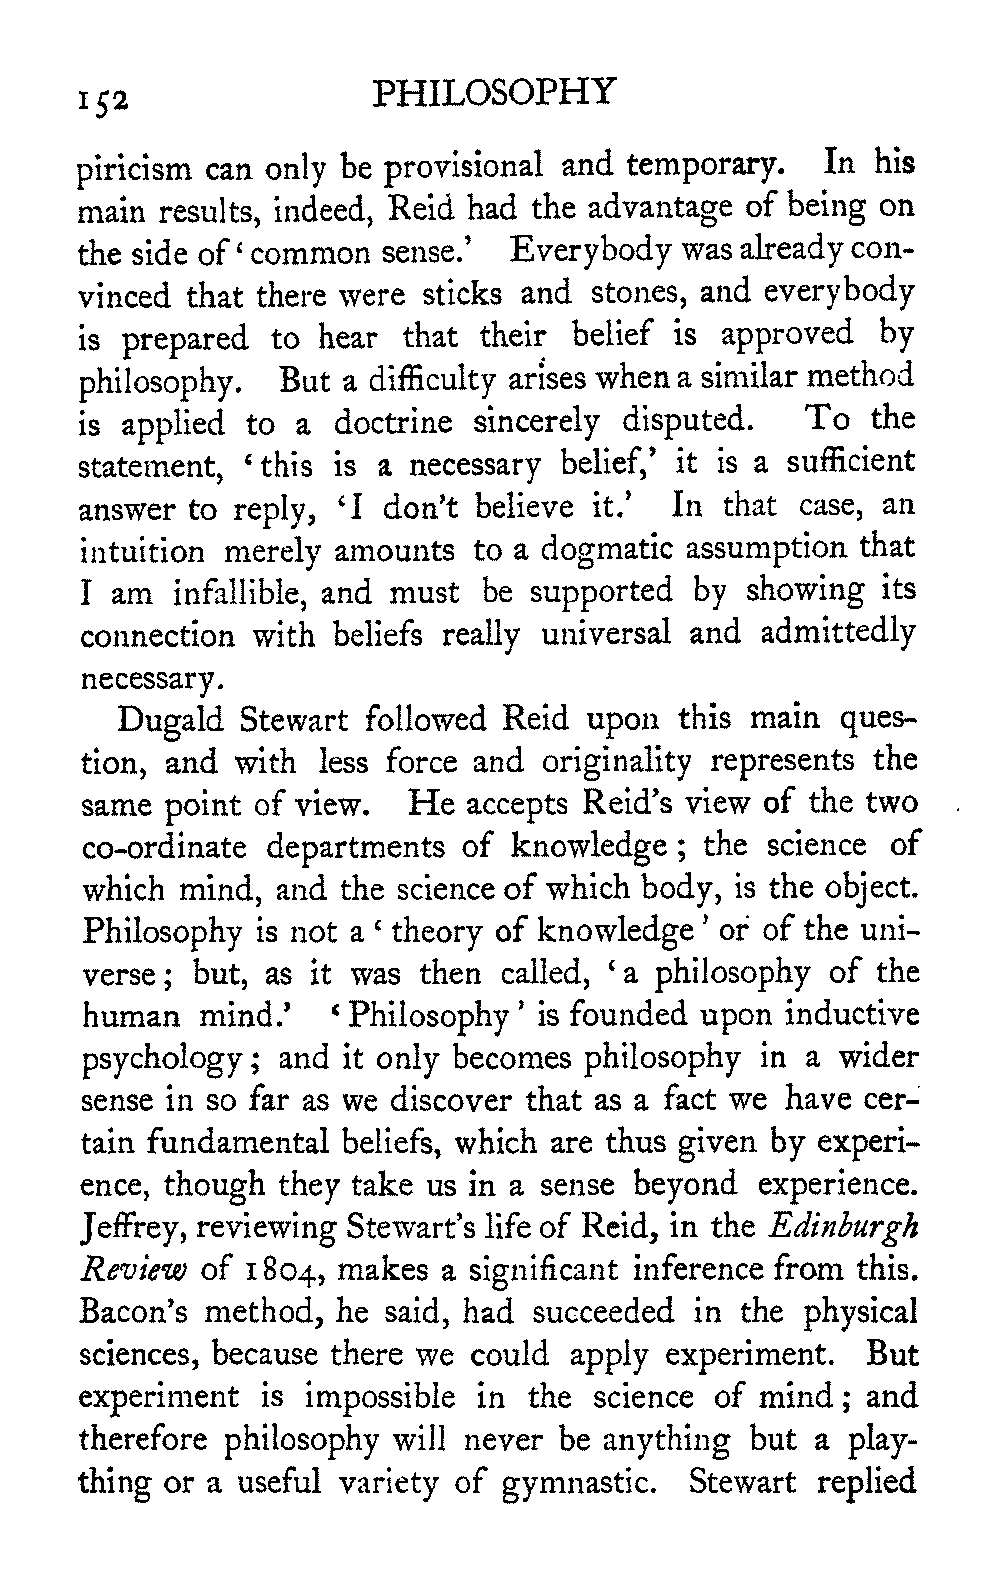 152 PHILOSOPHY
piricism can only be provisional and temporary. In his
main results, indeed, Reid had the advantage of being on
the side of ‘common sense.’ Everybody was already con-
vinced that there were sticks and stones, and everybody
is prepared to hear that their belief is approved by
philosophy. But a difficulty arises when a similar method
is applied to a doctrine sincerely disputed. To the
statement, ‘this is a necessary belief,’ it is a sufficient
answer to reply, ‘I don’t believe it.’ In that case, an
intuition merely amounts to a dogmatic assumption that
I am infallible, and must be supported by showing its
connection with beliefs really universal and admittedly
necessary.
Dugald Stewart followed Reid upon this main ques-
tion, and with less force and originality represents the
same point of view. He accepts Reid’s view of the two
co-ordinate departments of knowledge ; the science of
which mind, and the science of which body, is the object.
Philosophy is not a ‘ theory of knowledge ’ or of the uni-
verse ; but, as it was then called, ‘a philosophy of the
human mind.’ ‘Philosophy’ is founded upon inductive
psychology ; and it only becomes philosophy in a wider
sense in so far as we discover that as a fact we have cer-
tain fundamental beliefs, which are thus given by experi-
ence, though they take us in a sense beyond experience.
Jeffrey, reviewing Stewart’s life of Reid, in the Edinburgh
Review of 1804, makes a significant inference from this.
Bacon’s method, he said, had succeeded in the physical
sciences, because there we could apply experiment. But
experiment is impossible in the science of mind ; and
therefore philosophy will never be anything but a play-
thing or a useful variety of gymnastic. Stewart replied